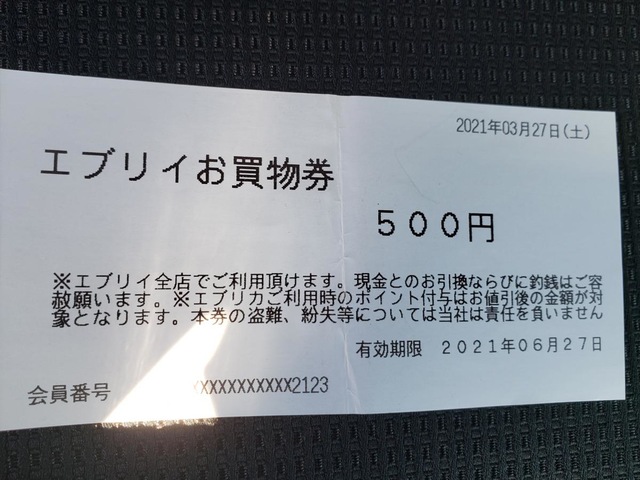 2021年03月27日(土)
エブリイお買物券
500円
※エブリイ全店でご利用頂けます。現金とのお引換ならびに釣銭はご容
赦願います。※エブリカご利用時のポイント付与はお値引後の金額が対
象となります。本券の盗難、紛失等については当社は責任を負いません
有効期限 2021年06月27日
会員番号 XXXXXXXXXXXX2123